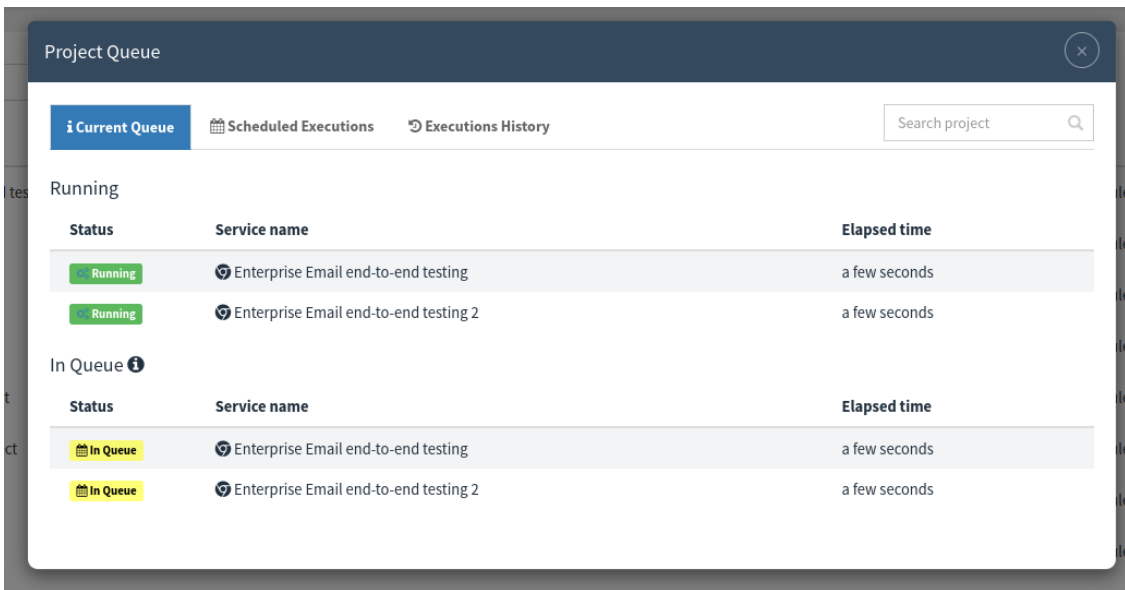 Project Queue
Current Queue Scheduled Executions Executions History Search project
Running
Status Service name Elapsed time
Running Enterprise Email end-to-end testing a few seconds
Running Enterprise Email end-to-end testing 2 a few seconds
In Queue
Status Service name Elapsed time
In Queue Enterprise Email end-to-end testing a few seconds
In Queue Enterprise Email end-to-end testing 2 a few seconds